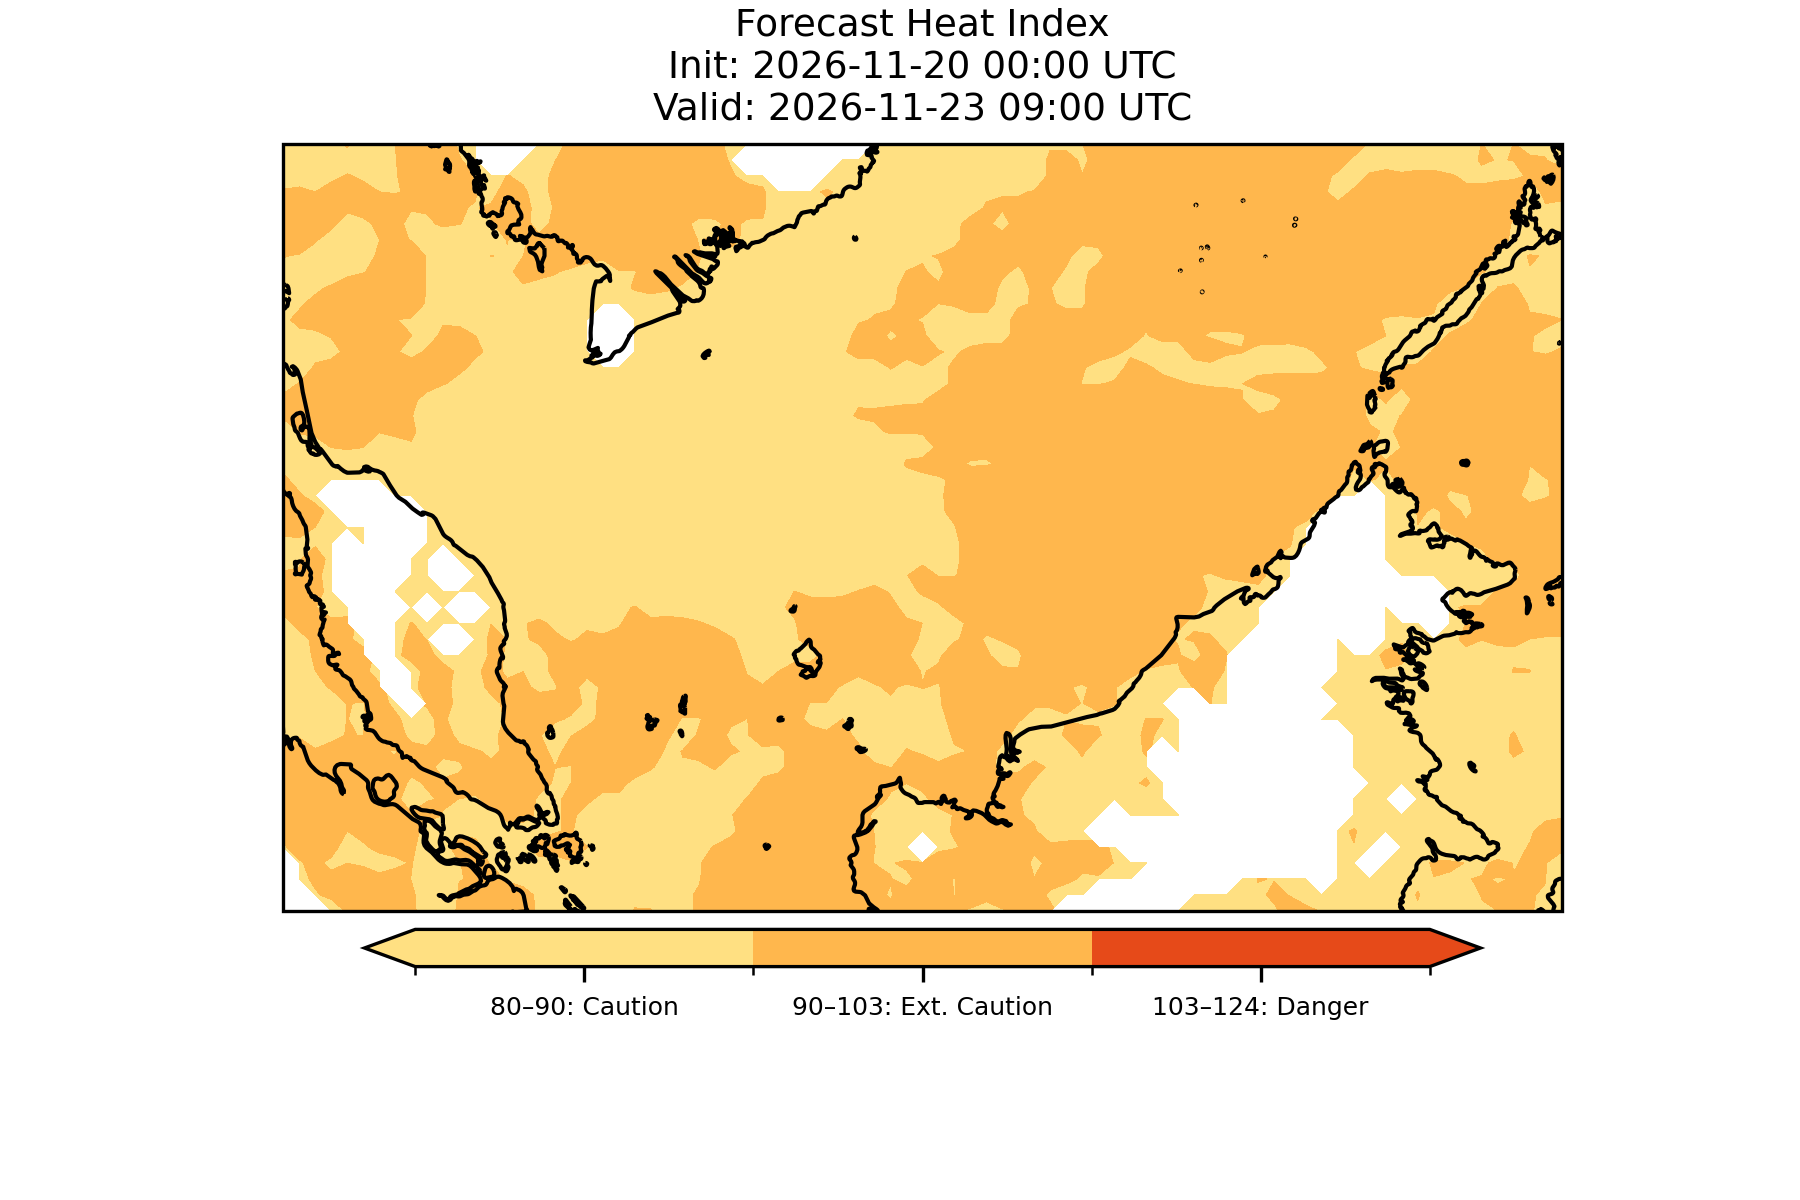 Forecast Heat Index
Init: 2026-11-20 00:00 UTC
Valid: 2026-11-23 09:00 UTC
80–90: Caution
90–103: Ext. Caution
103–124: Danger